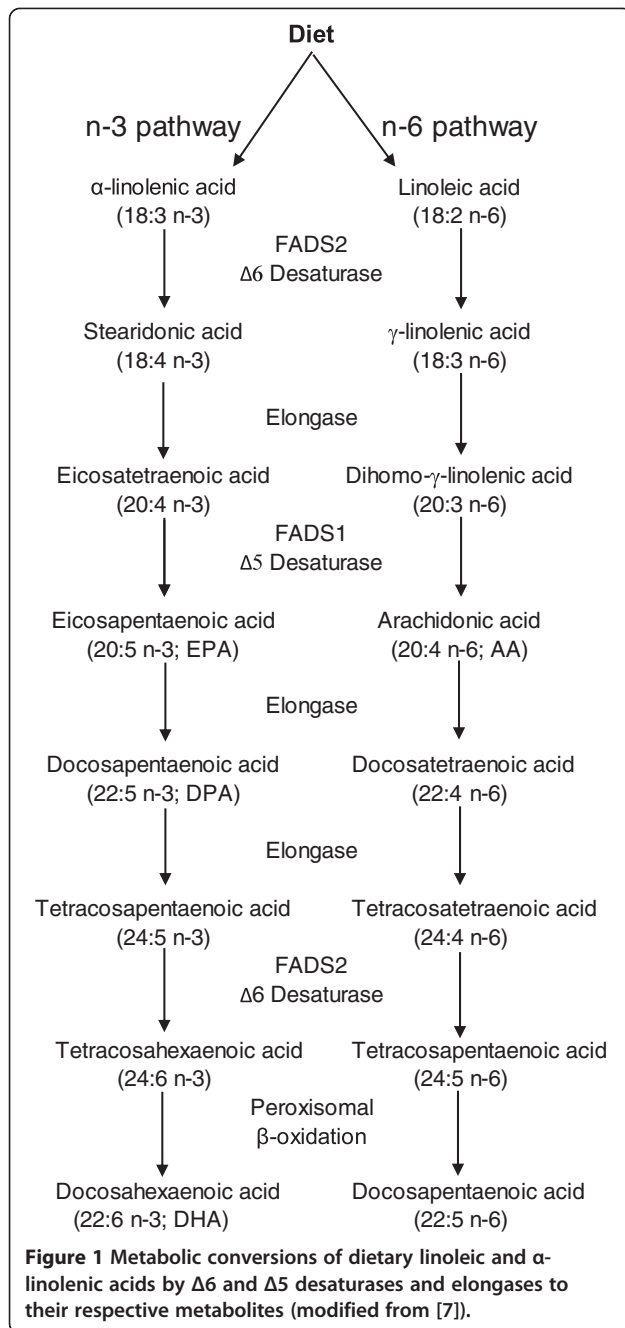 Diet
n-3 pathway n-6 pathway
α-linolenic acid Linoleic acid
(18:3 n-3) (18:2 n-6)
FADS2
Δ6 Desaturase
Stearidonic acid γ-linolenic acid
(18:4 n-3) (18:3 n-6)
Elongase
Eicosatetraenoic acid Dihomo-γ-linolenic acid
(20:4 n-3) (20:3 n-6)
FADS1
Δ5 Desaturase
Eicosapentaenoic acid Arachidonic acid
(20:5 n-3; EPA) (20:4 n-6; AA)
Elongase
Docosapentaenoic acid Docosatetraenoic acid
(22:5 n-3; DPA) (22:4 n-6)
Elongase
Tetracosapentaenoic acid Tetracosatetraenoic acid
(24:5 n-3) (24:4 n-6)
FADS2
Δ6 Desaturase
Tetracosahexaenoic acid Tetracosapentaenoic acid
(24:6 n-3) (24:5 n-6)
Peroxisomal
β-oxidation
Docosahexaenoic acid Docosapentaenoic acid
(22:6 n-3; DHA) (22:5 n-6)
Figure 1 Metabolic conversions of dietary linoleic and α-
linolenic acids by Δ6 and Δ5 desaturases and elongases to
their respective metabolites (modified from [7]).